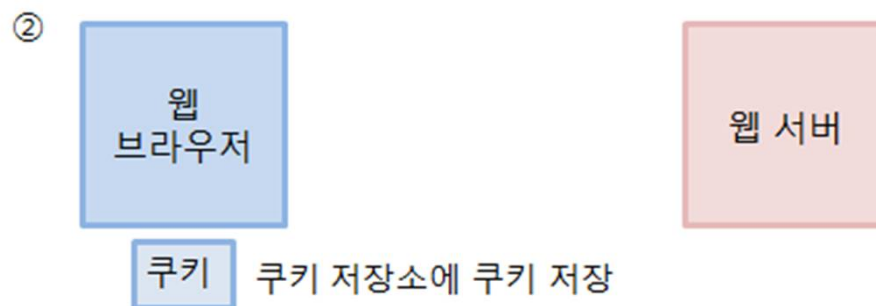 ②
웹
브라우저
웹 서버
쿠키
쿠키 저장소에 쿠키 저장